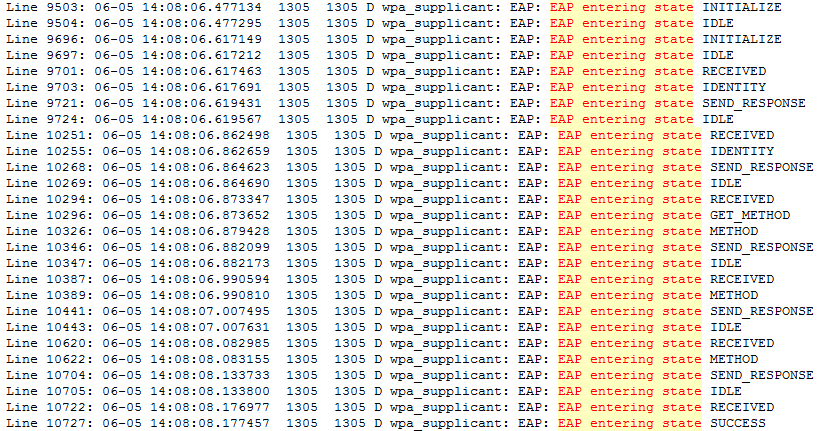 Line 9503: 06-05 14:08:06.477134 1305 1305 D wpa_supplicant: EAP: EAP entering state INITIALIZE
Line 9504: 06-05 14:08:06.477295 1305 1305 D wpa_supplicant: EAP: EAP entering state IDLE
Line 9696: 06-05 14:08:06.617149 1305 1305 D wpa_supplicant: EAP: EAP entering state INITIALIZE
Line 9697: 06-05 14:08:06.617212 1305 1305 D wpa_supplicant: EAP: EAP entering state IDLE
Line 9701: 06-05 14:08:06.617463 1305 1305 D wpa_supplicant: EAP: EAP entering state RECEIVED
Line 9703: 06-05 14:08:06.617691 1305 1305 D wpa_supplicant: EAP: EAP entering state IDENTITY
Line 9721: 06-05 14:08:06.619431 1305 1305 D wpa_supplicant: EAP: EAP entering state SEND_RESPONSE
Line 9724: 06-05 14:08:06.619567 1305 1305 D wpa_supplicant: EAP: EAP entering state IDLE
Line 10251: 06-05 14:08:06.862498 1305 1305 D wpa_supplicant: EAP: EAP entering state RECEIVED
Line 10255: 06-05 14:08:06.862659 1305 1305 D wpa_supplicant: EAP: EAP entering state IDENTITY
Line 10268: 06-05 14:08:06.864623 1305 1305 D wpa_supplicant: EAP: EAP entering state SEND_RESPONSE
Line 10269: 06-05 14:08:06.864690 1305 1305 D wpa_supplicant: EAP: EAP entering state IDLE
Line 10294: 06-05 14:08:06.873347 1305 1305 D wpa_supplicant: EAP: EAP entering state RECEIVED
Line 10296: 06-05 14:08:06.873652 1305 1305 D wpa_supplicant: EAP: EAP entering state GET_METHOD
Line 10326: 06-05 14:08:06.879428 1305 1305 D wpa_supplicant: EAP: EAP entering state METHOD
Line 10346: 06-05 14:08:06.882099 1305 1305 D wpa_supplicant: EAP: EAP entering state SEND_RESPONSE
Line 10347: 06-05 14:08:06.882173 1305 1305 D wpa_supplicant: EAP: EAP entering state IDLE
Line 10387: 06-05 14:08:06.990594 1305 1305 D wpa_supplicant: EAP: EAP entering state RECEIVED
Line 10389: 06-05 14:08:06.990810 1305 1305 D wpa_supplicant: EAP: EAP entering state METHOD
Line 10441: 06-05 14:08:07.007495 1305 1305 D wpa_supplicant: EAP: EAP entering state SEND_RESPONSE
Line 10443: 06-05 14:08:07.007631 1305 1305 D wpa_supplicant: EAP: EAP entering state IDLE
Line 10620: 06-05 14:08:08.082985 1305 1305 D wpa_supplicant: EAP: EAP entering state RECEIVED
Line 10622: 06-05 14:08:08.083155 1305 1305 D wpa_supplicant: EAP: EAP entering state METHOD
Line 10704: 06-05 14:08:08.133733 1305 1305 D wpa_supplicant: EAP: EAP entering state SEND_RESPONSE
Line 10705: 06-05 14:08:08.133800 1305 1305 D wpa_supplicant: EAP: EAP entering state IDLE
Line 10722: 06-05 14:08:08.176977 1305 1305 D wpa_supplicant: EAP: EAP entering state RECEIVED
Line 10727: 06-05 14:08:08.177457 1305 1305 D wpa_supplicant: EAP: EAP entering state SUCCESS